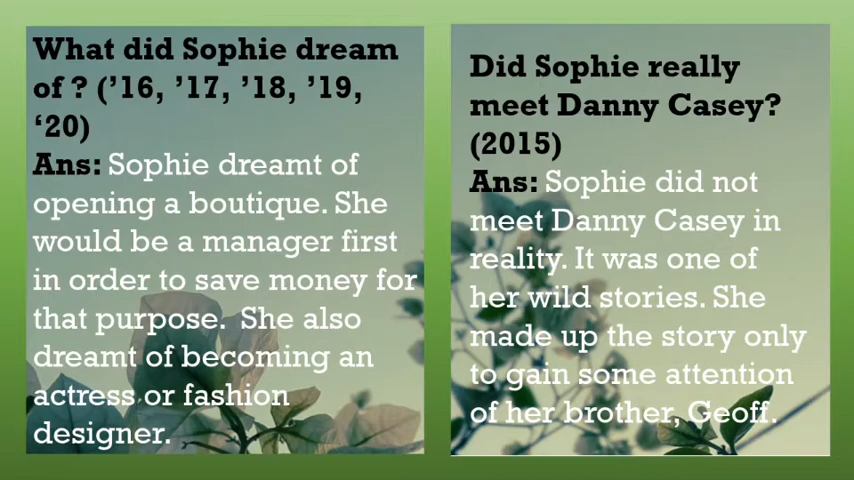 What did Sophie dream
of ? (’16, ’17, ’18, ’19,
‘20)
Ans: Sophie dreamt of
opening a boutique. She
would be a manager first
in order to save money for
that purpose.  She also
dreamt of becoming an
actress or fashion
designer.
Did Sophie really
meet Danny Casey?
(2015)
Ans: Sophie did not
meet Danny Casey in
reality. It was one of
her wild stories. She
made up the story only
to gain some attention
of her brother, Geoff.